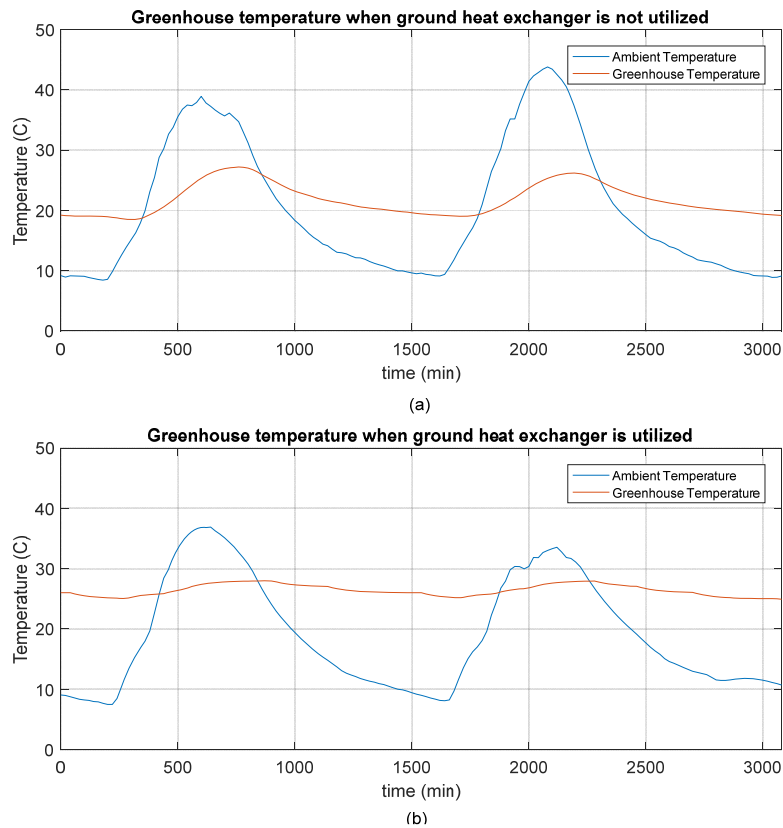 Greenhouse temperature when ground heat exchanger is not utilized
50
40
30
20
10
0
Temperature (C)
Ambient Temperature
Greenhouse Temperature
0 500 1000 1500 2000 2500 3000
time (min)
(a)
Greenhouse temperature when ground heat exchanger is utilized
50
40
30
20
10
0
Temperature (C)
Ambient Temperature
Greenhouse Temperature
0 500 1000 1500 2000 2500 3000
time (min)
(b)